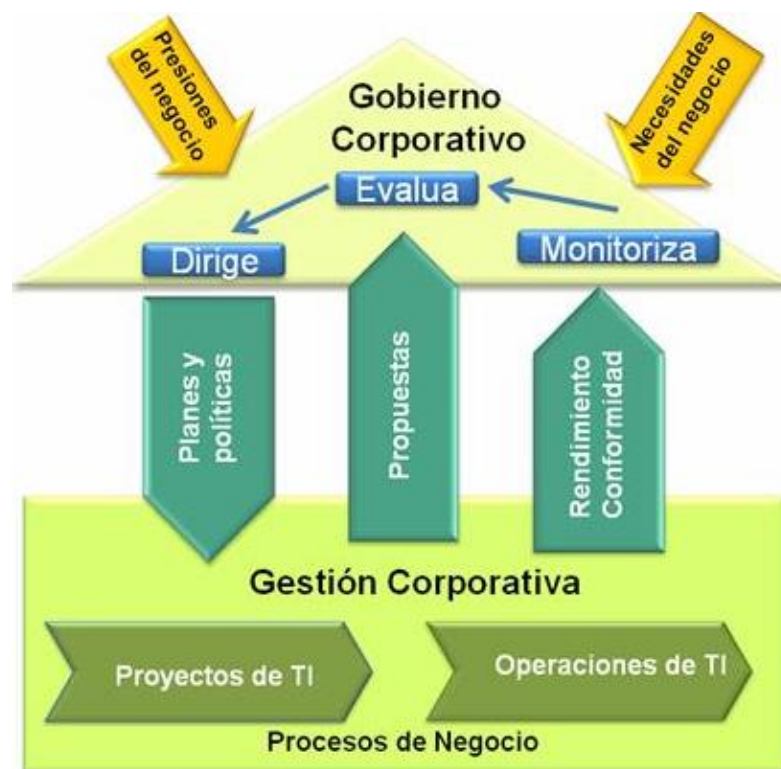 Presiones
del negocio
Necesidades
del negocio
Gobierno
Corporativo
Evalua
Dirige
Monitoriza
Planes y
políticas
Propuestas
Rendimiento
Conformidad
Gestión Corporativa
Proyectos de TI
Operaciones de TI
Procesos de Negocio